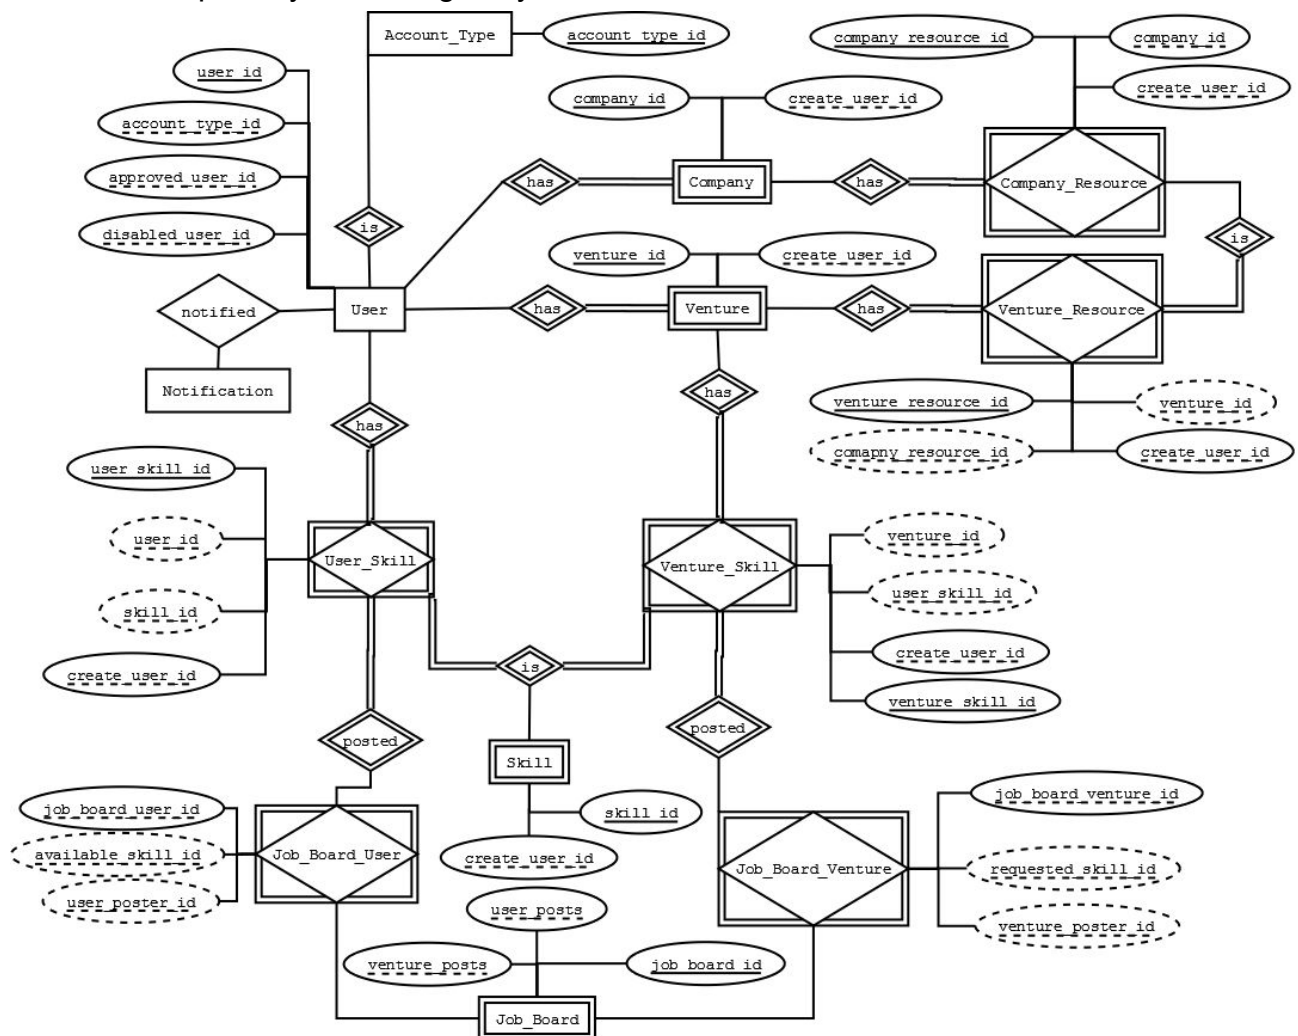 Account_Type
account_type_id
company_resource_id
company_id
user_id
company_id
create_user_id
create_user_id
account_type_id
approved_user_id
has
Company
has
Company_Resource
disabled_user_id
is
is
venture_id
create_user_id
notified
User
has
Venture
has
Venture_Resource
Notification
has
venture_resource_id
venture_id
has
comapny_resource_id
create_user_id
user_skill_id
user_id
User_Skill
Venture_Skill
venture_id
user_skill_id
skill_id
create_user_id
is
create_user_id
venture_skill_id
posted
posted
Skill
job_board_user_id
skill_id
job_board_venture_id
available_skill_id
Job_Board_User
create_user_id
Job_Board_Venture
requested_skill_id
user_poster_id
user_posts
venture_poster_id
venture_posts
job_board_id
Job_Board